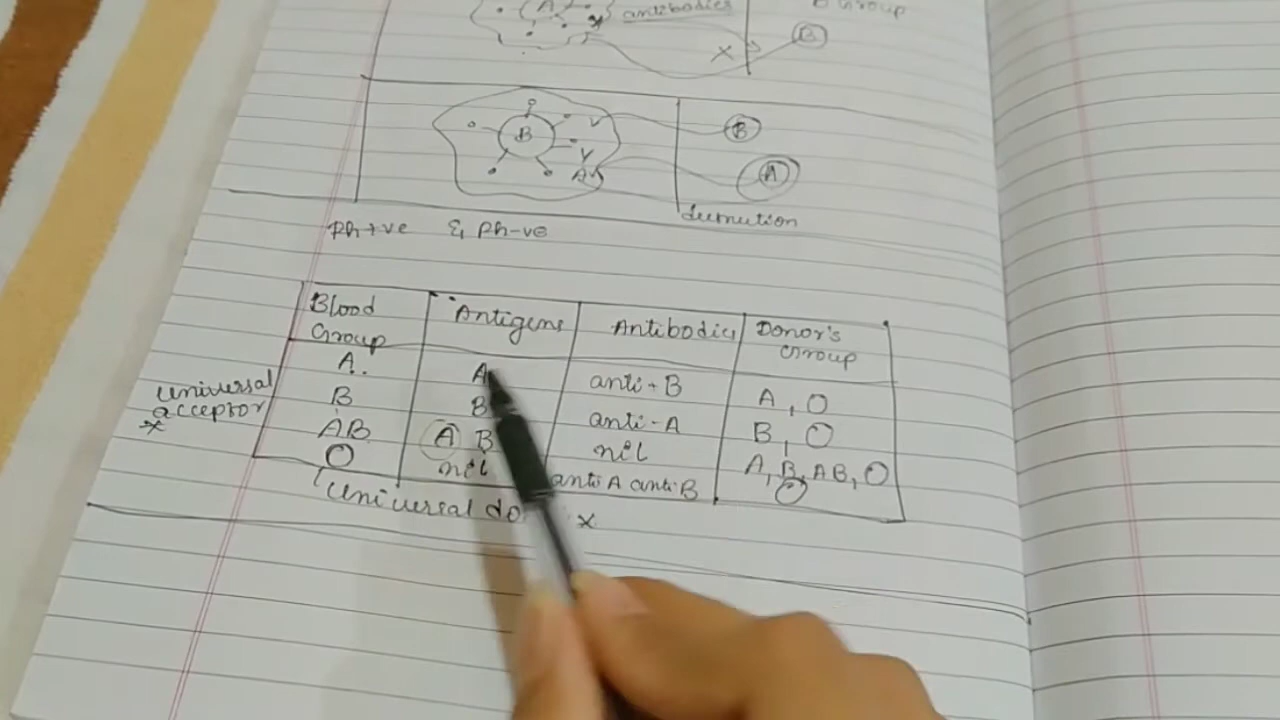 A
antibodies
Group
B
x
B
B
A
Rh+ve & Rh-ve
Blood Group
Antigens
Antibodies
Donor's Group
A.
A
anti-B
A, O
B
B
anti-A
B, O
universal acceptor
*
AB
A B
nil
A, B, AB, O
O
nil
anti A anti B
O
universal do
x